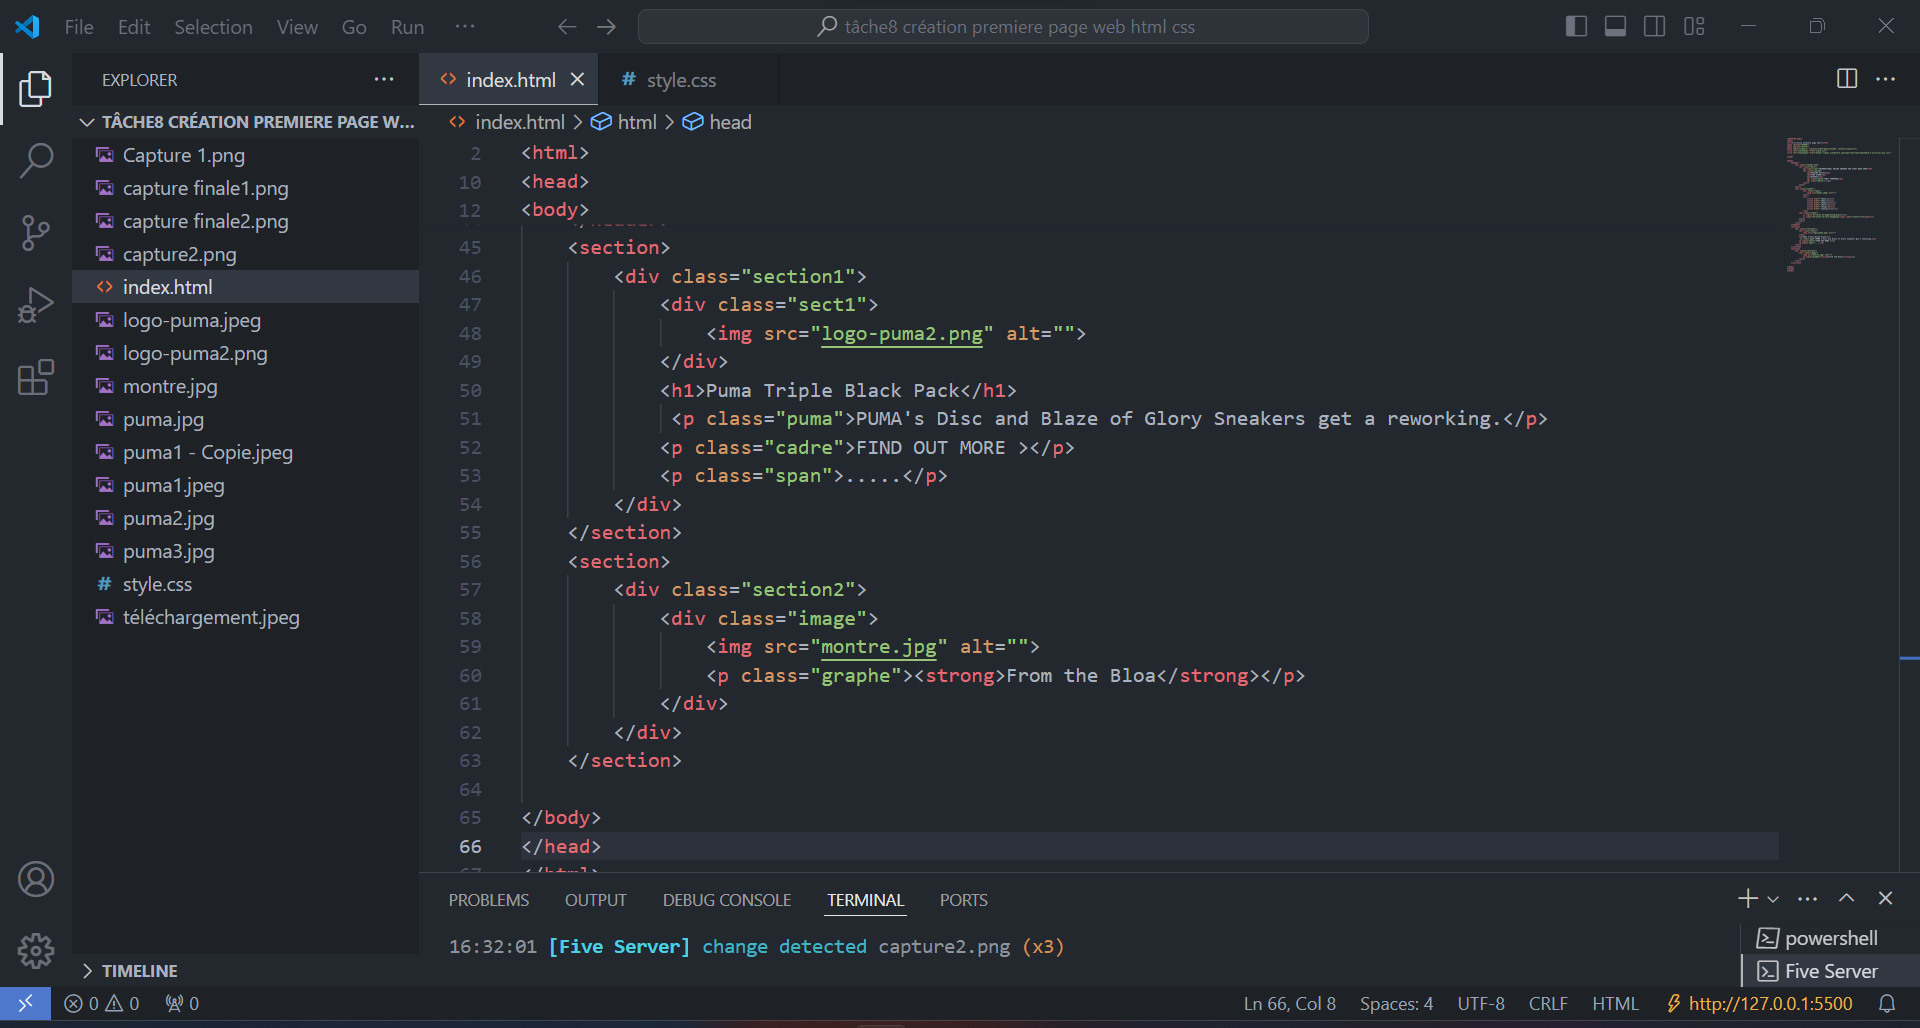 File Edit Selection View Go Run ··· tâche8 création premiere page web html css
EXPLORER ···
TÂCHE8 CRÉATION PREMIERE PAGE W...
Capture 1.png
capture finale1.png
capture finale2.png
capture2.png
index.html
logo-puma.jpeg
logo-puma2.png
montre.jpg
puma.jpg
puma1 - Copie.jpeg
puma1.jpeg
puma2.jpg
puma3.jpg
# style.css
téléchargement.jpeg
TIMELINE
<> index.html # style.css
<> index.html > html > head
2 <html>
10 <head>
12 <body>
45 <section>
46 <div class="section1">
47 <div class="sect1">
48 <img src="logo-puma2.png" alt="">
49 </div>
50 <h1>Puma Triple Black Pack</h1>
51 <p class="puma">PUMA's Disc and Blaze of Glory Sneakers get a reworking.</p>
52 <p class="cadre">FIND OUT MORE ></p>
53 <p class="span">.....</p>
54 </div>
55 </section>
56 <section>
57 <div class="section2">
58 <div class="image">
59 <img src="montre.jpg" alt="">
60 <p class="graphe"><strong>From the Bloa</strong></p>
61 </div>
62 </div>
63 </section>
64
65 </body>
66 </head>
67 </html>
PROBLEMS OUTPUT DEBUG CONSOLE TERMINAL PORTS
16:32:01 [Five Server] change detected capture2.png (x3)
powershell
Five Server
0 0 0 Ln 66, Col 8 Spaces: 4 UTF-8 CRLF HTML http://127.0.0.1:5500